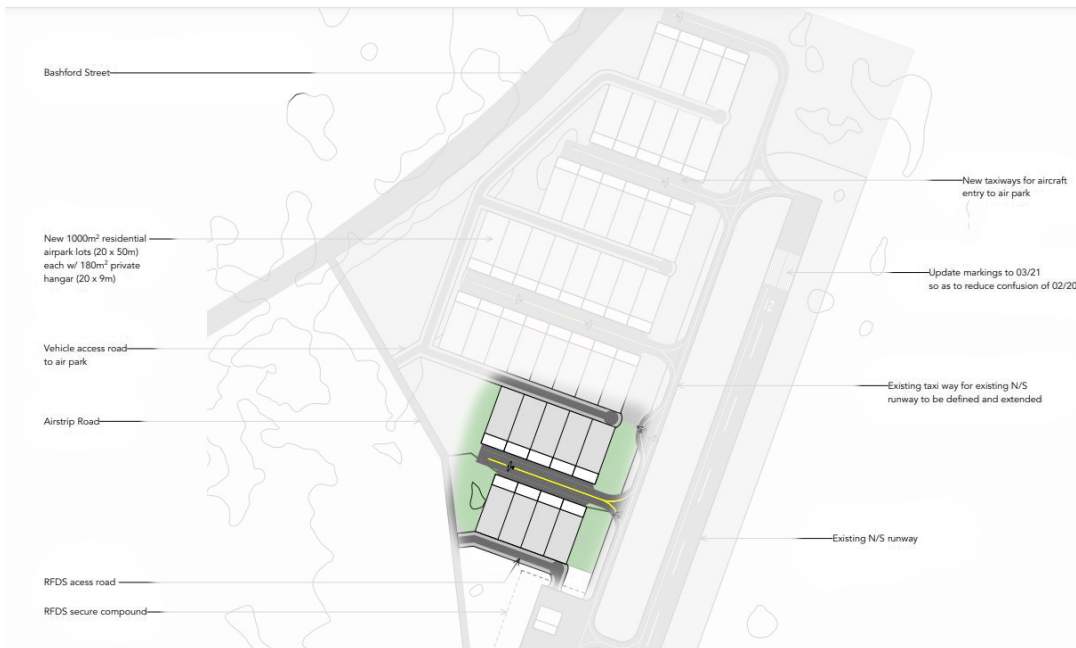 Bashford Street
New taxiways for aircraft
entry to air park
New 1000m² residential
airpark lots (20 x 50m)
each w/ 180m² private
hangar (20 x 9m)
Update markings to 03/21
so as to reduce confusion of 02/20
Vehicle access road
to air park
Existing taxi way for existing N/S
runway to be defined and extended
Airstrip Road
Existing N/S runway
RFDS acess road
RFDS secure compound